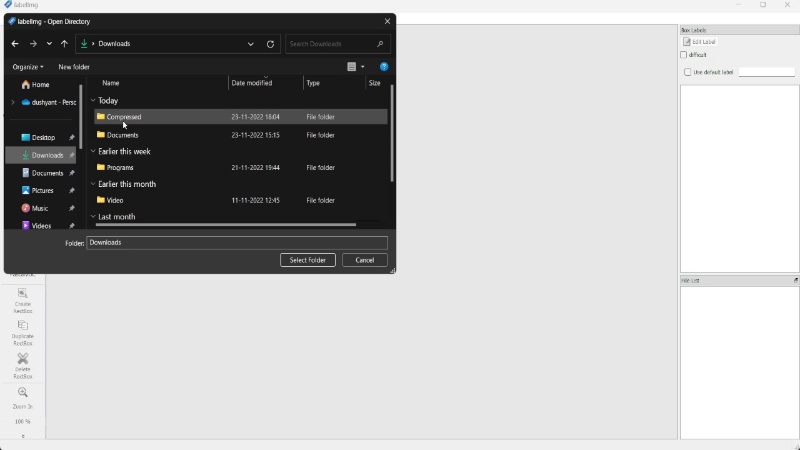 labelImg
labelImg - Open Directory
> Downloads
Search Downloads
Organize
New folder
Home
dushyant - Persc
Desktop
Downloads
Documents
Pictures
Music
Videos
Name
Date modified
Type
Size
Today
Compressed
23-11-2022 18:04
File folder
Documents
23-11-2022 15:15
File folder
Earlier this week
Programs
21-11-2022 19:44
File folder
Earlier this month
Video
11-11-2022 12:45
File folder
Last month
Folder:
Downloads
Select Folder
Cancel
Create
RectBox
Duplicate
RectBox
Delete
RectBox
Zoom In
100 %
Box Labels
Edit Label
difficult
Use default label
File List